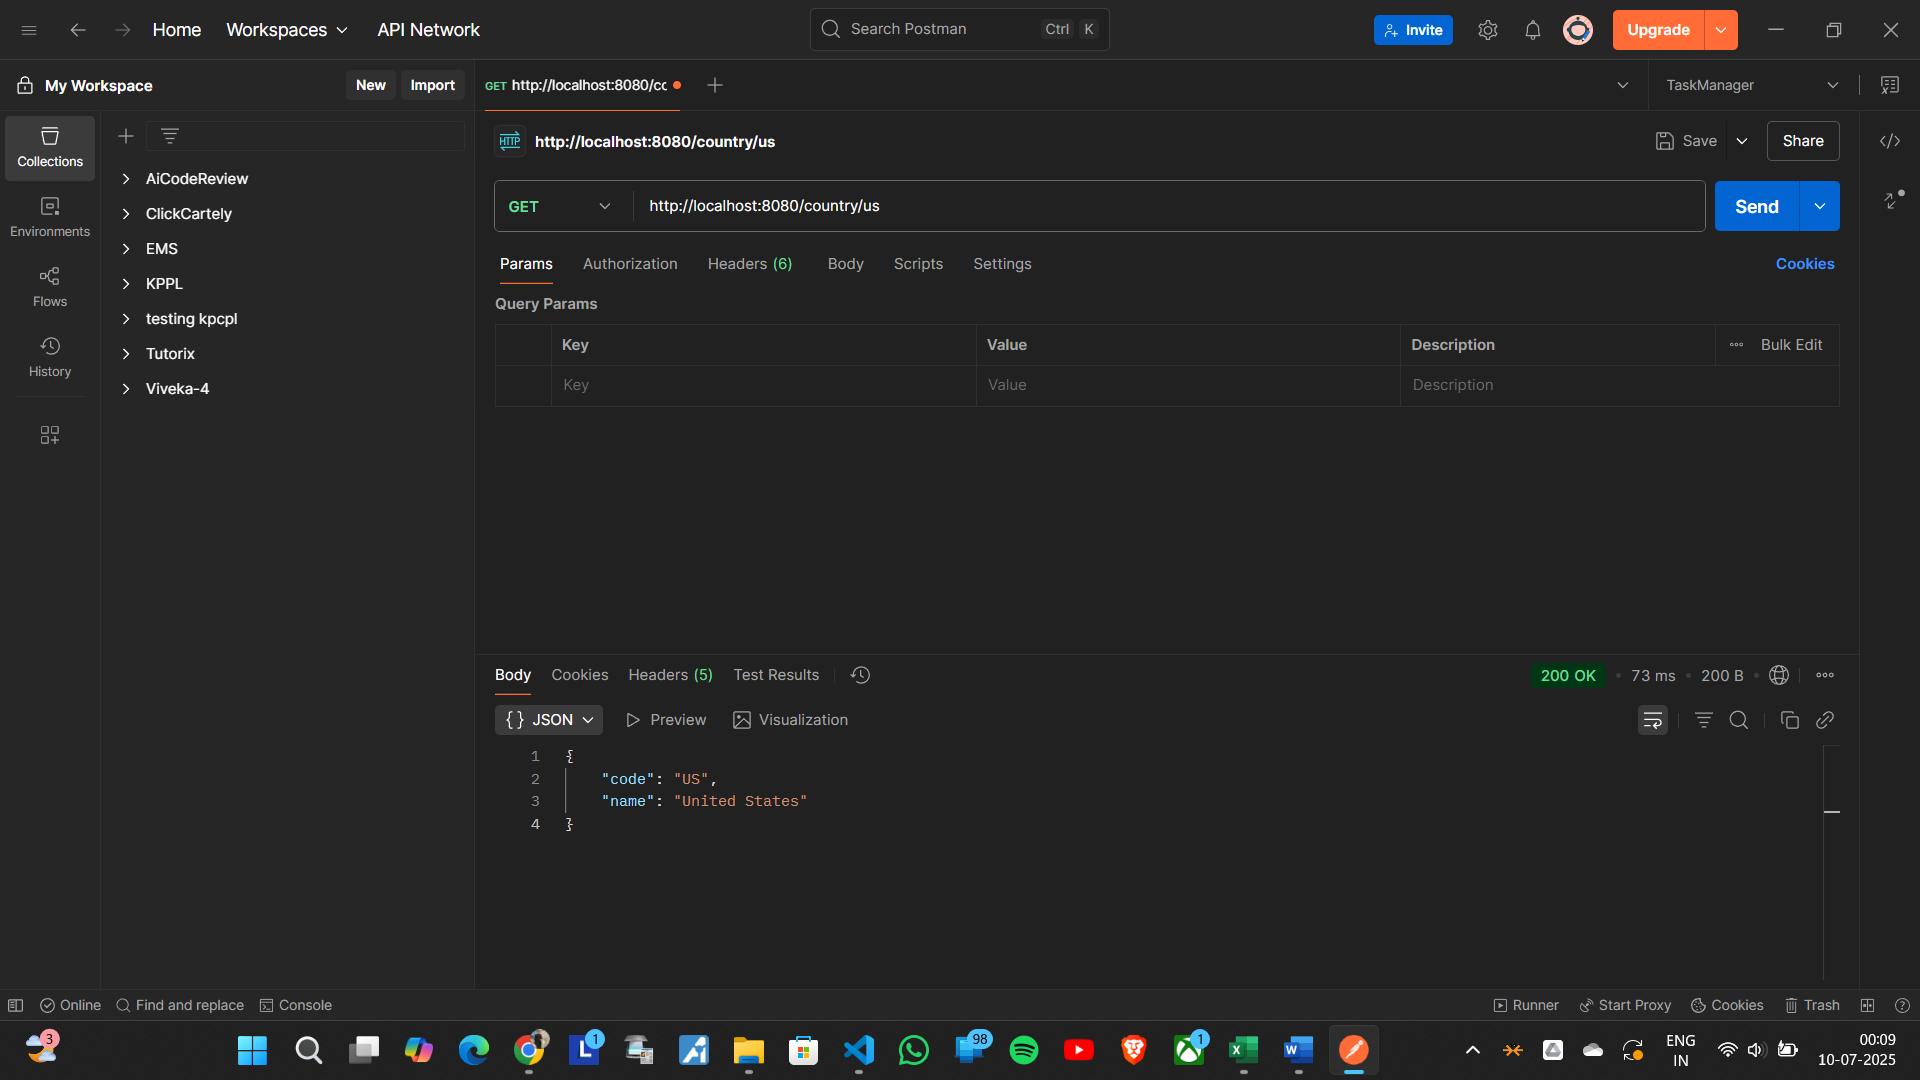 Home Workspaces API Network Search Postman Ctrl K Invite Upgrade
My Workspace New Import GET http://localhost:8080/cc TaskManager
Collections
Environments
Flows
History
AiCodeReview
ClickCartely
EMS
KPPL
testing kpcpl
Tutorix
Viveka-4
HTTP http://localhost:8080/country/us Save Share
GET http://localhost:8080/country/us Send
Params Authorization Headers (6) Body Scripts Settings Cookies
Query Params
Key Value Description Bulk Edit
Key Value Description
Body Cookies Headers (5) Test Results 200 OK • 73 ms • 200 B •
{} JSON Preview Visualization
1 {
2 "code": "US",
3 "name": "United States"
4 }
Online Find and replace Console Runner Start Proxy Cookies Trash
3 L 1 98 1 X W ENG 00:09
IN 10-07-2025